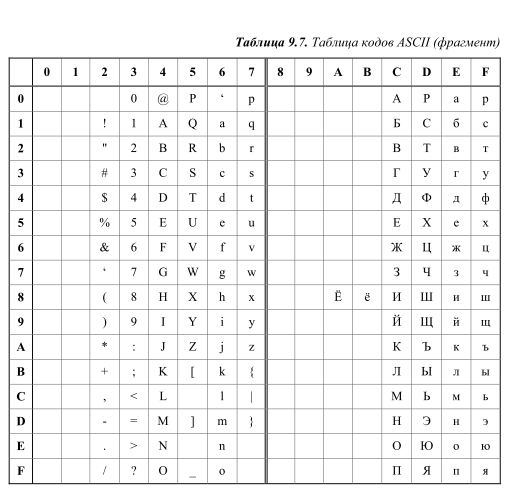 Таблица 9.7. Таблица кодов ASCII (фрагмент)
0 1 2 3 4 5 6 7 8 9 A B C D E F
0 0 @ P ‘ p А Р а р
1 ! 1 A Q a q Б С б с
2 " 2 B R b r В Т в т
3 # 3 C S c s Г У г у
4 $ 4 D T d t Д Ф д ф
5 % 5 E U e u Е Х е х
6 & 6 F V f v Ж Ц ж ц
7 ‘ 7 G W g w З Ч з ч
8 ( 8 H X h x Ё ё И Ш и ш
9 ) 9 I Y i y Й Щ й щ
A * : J Z j z К Ъ к ъ
B + ; K [ k { Л Ы л ы
C , < L l | М Ь м ь
D - = M ] m } Н Э н э
E . > N n О Ю о ю
F / ? O _ o П Я п я